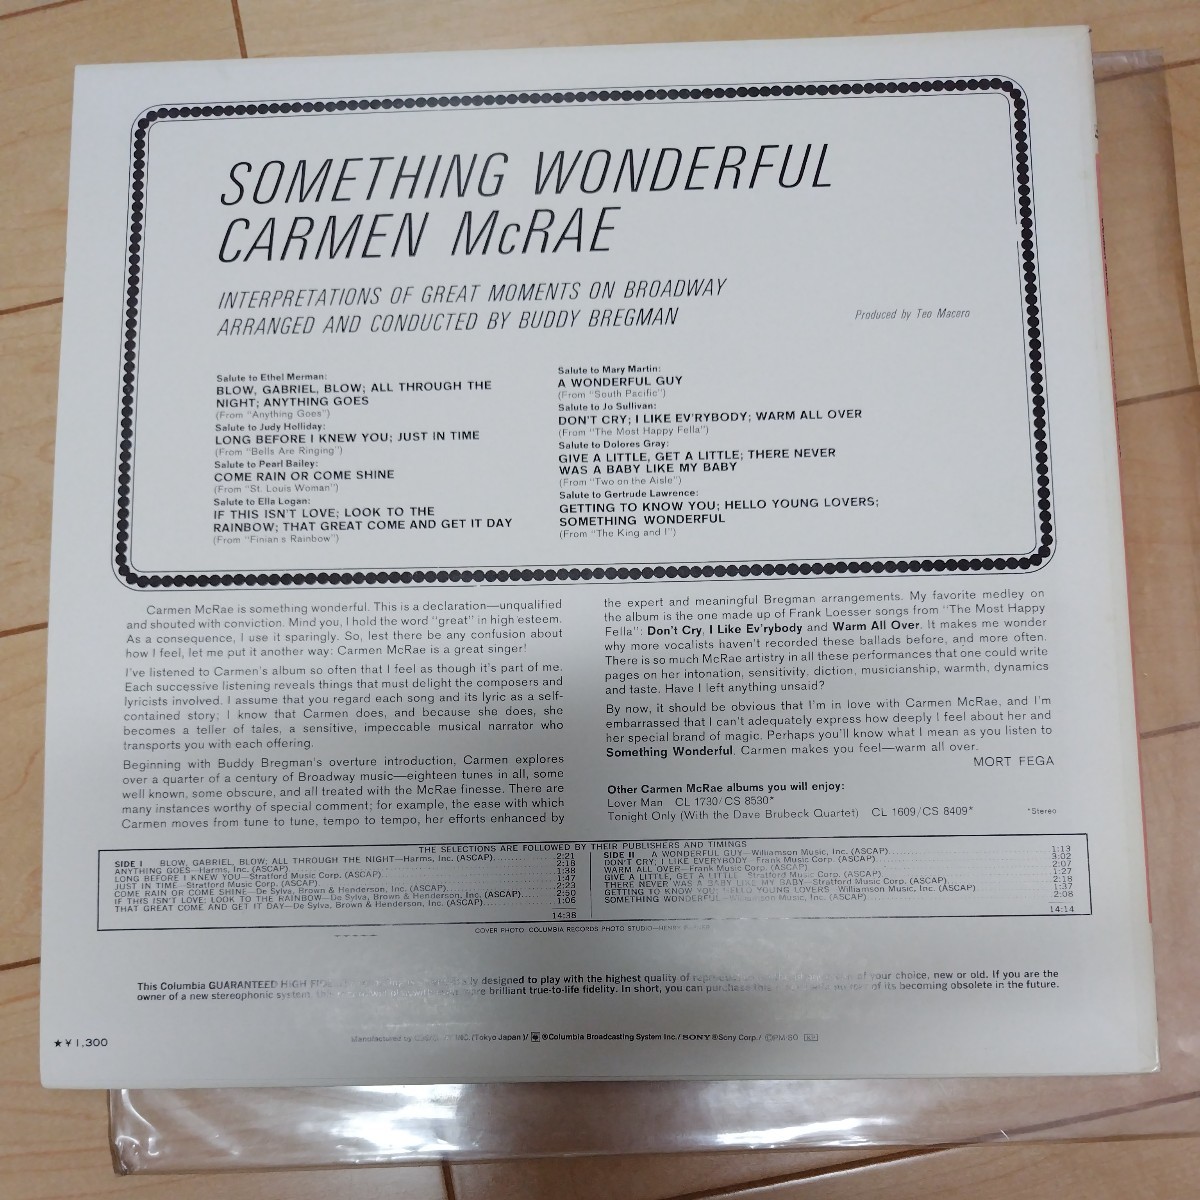 SOMETHING WONDERFUL
CARMEN McRAE
INTERPRETATIONS OF GREAT MOMENTS ON BROADWAY
ARRANGED AND CONDUCTED BY BUDDY BREGMAN
Produced by Teo Macero
Salute to Ethel Merman:
BLOW, GABRIEL, BLOW; ALL THROUGH THE
NIGHT; ANYTHING GOES
(From "Anything Goes")
Salute to Judy Holliday:
LONG BEFORE I KNEW YOU; JUST IN TIME
(From "Bells Are Ringing")
Salute to Pearl Bailey:
COME RAIN OR COME SHINE
(From "St. Louis Woman")
Salute to Ella Logan:
IF THIS ISN'T LOVE; LOOK TO THE
RAINBOW; THAT GREAT COME AND GET IT DAY
(From "Finian s Rainbow")
Salute to Mary Martin:
A WONDERFUL GUY
(From "South Pacific")
Salute to Jo Sullivan:
DON'T CRY; I LIKE EV'RYBODY; WARM ALL OVER
(From "The Most Happy Fella")
Salute to Dolores Gray:
GIVE A LITTLE, GET A LITTLE; THERE NEVER
WAS A BABY LIKE MY BABY
(From "Two on the Aisle")
Salute to Gertrude Lawrence:
GETTING TO KNOW YOU; HELLO YOUNG LOVERS;
SOMETHING WONDERFUL
(From "The King and I")
Carmen McRae is something wonderful. This is a declaration—unqualified
and shouted with conviction. Mind you, I hold the word "great" in high esteem.
As a consequence, I use it sparingly. So, lest there be any confusion about
how I feel, let me put it another way: Carmen McRae is a great singer!
I've listened to Carmen's album so often that I feel as though it's part of me.
Each successive listening reveals things that must delight the composers and
lyricists involved. I assume that you regard each song and its lyric as a self-
contained story; I know that Carmen does, and because she does, she
becomes a teller of tales, a sensitive, impeccable musical narrator who
transports you with each offering.
Beginning with Buddy Bregman's overture introduction, Carmen explores
over a quarter of a century of Broadway music—eighteen tunes in all, some
well known, some obscure, and all treated with the McRae finesse. There are
many instances worthy of special comment; for example, the ease with which
Carmen moves from tune to tune, tempo to tempo, her efforts enhanced by
the expert and meaningful Bregman arrangements. My favorite medley on
the album is the one made up of Frank Loesser songs from "The Most Happy
Fella": Don't Cry, I Like Ev'rybody and Warm All Over. It makes me wonder
why more vocalists haven't recorded these ballads before, and more often.
There is so much McRae artistry in all these performances that one could write
pages on her intonation, sensitivity, diction, musicianship, warmth, dynamics
and taste. Have I left anything unsaid?
By now, it should be obvious that I'm in love with Carmen McRae, and I'm
embarrassed that I can't adequately express how deeply I feel about her and
her special brand of magic. Perhaps you'll know what I mean as you listen to
Something Wonderful. Carmen makes you feel—warm all over.
MORT FEGA
Other Carmen McRae albums you will enjoy:
Lover Man CL 1730/CS 8530*
Tonight Only (With the Dave Brubeck Quartet) CL 1609/CS 8409*
*Stereo
THE SELECTIONS ARE FOLLOWED BY THEIR PUBLISHERS AND TIMINGS
SIDE I BLOW, GABRIEL, BLOW; ALL THROUGH THE NIGHT—Harms, Inc. (ASCAP) 2:21
ANYTHING GOES—Harms, Inc. (ASCAP) 2:18
LONG BEFORE I KNEW YOU—Stratford Music Corp. (ASCAP) 1:38
JUST IN TIME—Stratford Music Corp. (ASCAP) 1:47
COME RAIN OR COME SHINE—De Sylva, Brown & Henderson, Inc. (ASCAP) 2:23
IF THIS ISN'T LOVE; LOOK TO THE RAINBOW—De Sylva, Brown & Henderson, Inc. (ASCAP) 2:50
THAT GREAT COME AND GET IT DAY—De Sylva, Brown & Henderson, Inc. (ASCAP) 1:06
14:38
SIDE II A WONDERFUL GUY—Williamson Music, Inc. (ASCAP) 1:13
DON'T CRY; I LIKE EVERYBODY Frank Music Corp. (ASCAP) 3:02
WARM ALL OVER—Frank Music Corp. (ASCAP) 2:07
GIVE A LITTLE, GET A LITTLE Stratford Music Corp. (ASCAP) 1:27
THERE NEVER WAS A BABY LIKE MY BABY—Stratford Music Corp. (ASCAP) 2:18
GETTING TO KNOW YOU; HELLO YOUNG LOVERS Williamson Music, Inc. (ASCAP) 1:37
SOMETHING WONDERFUL—Williamson Music, Inc. (ASCAP) 2:08
14:14
COVER PHOTO: COLUMBIA RECORDS PHOTO STUDIO—HENRY
This Columbia GUARANTEED HIGH designed to play with the highest quality of of your choice, new or old. If you are the
owner of a new stereophonic system, brilliant true-to-life fidelity. In short, you can purchase this of its becoming obsolete in the future.
★¥1,300
Manufactured by INC. (Tokyo Japan)/ ®Columbia Broadcasting System Inc./SONY ®Sony Corp./ ⒸPM-80